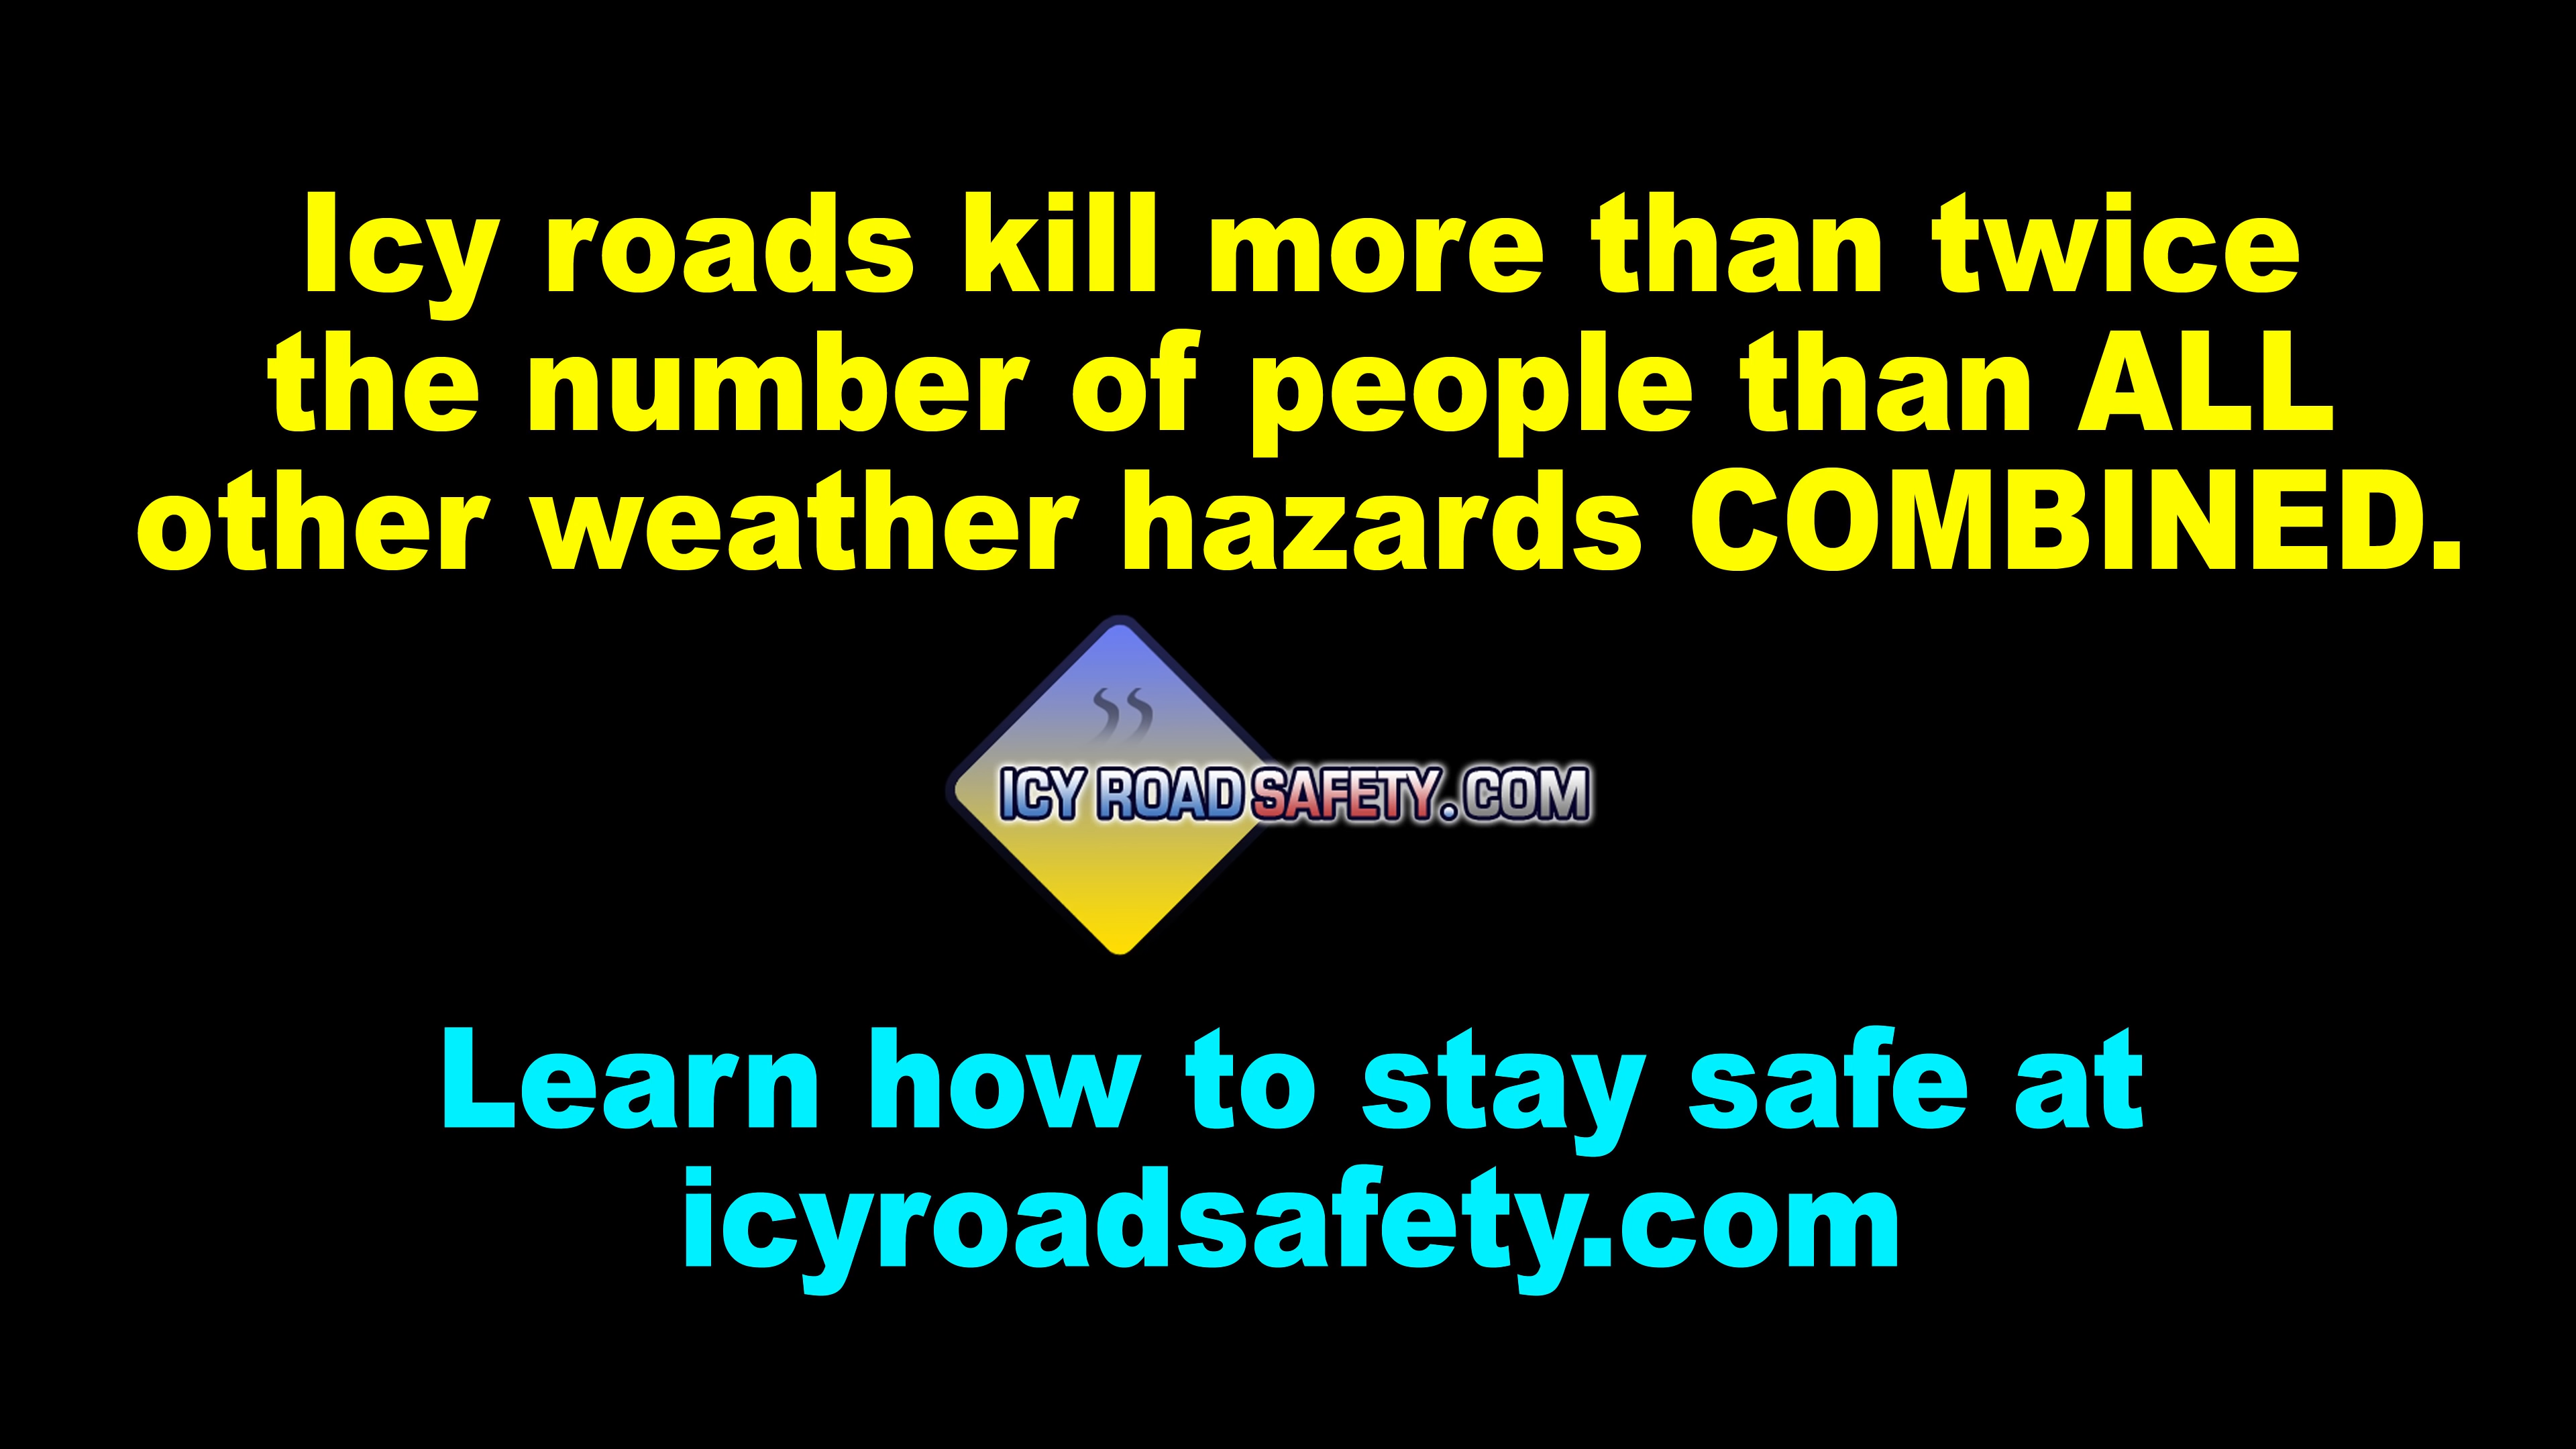 Icy roads kill more than twice
the number of people than ALL
other weather hazards COMBINED.
ICY ROAD SAFETY.COM
Learn how to stay safe at
icyroadsafety.com